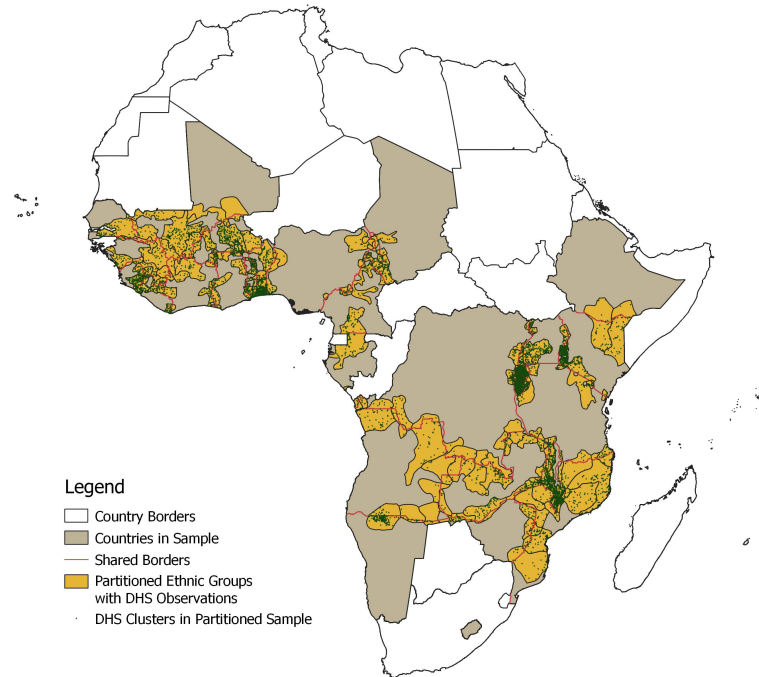 Legend
Country Borders
Countries in Sample
Shared Borders
Partitioned Ethnic Groups
with DHS Observations
DHS Clusters in Partitioned Sample